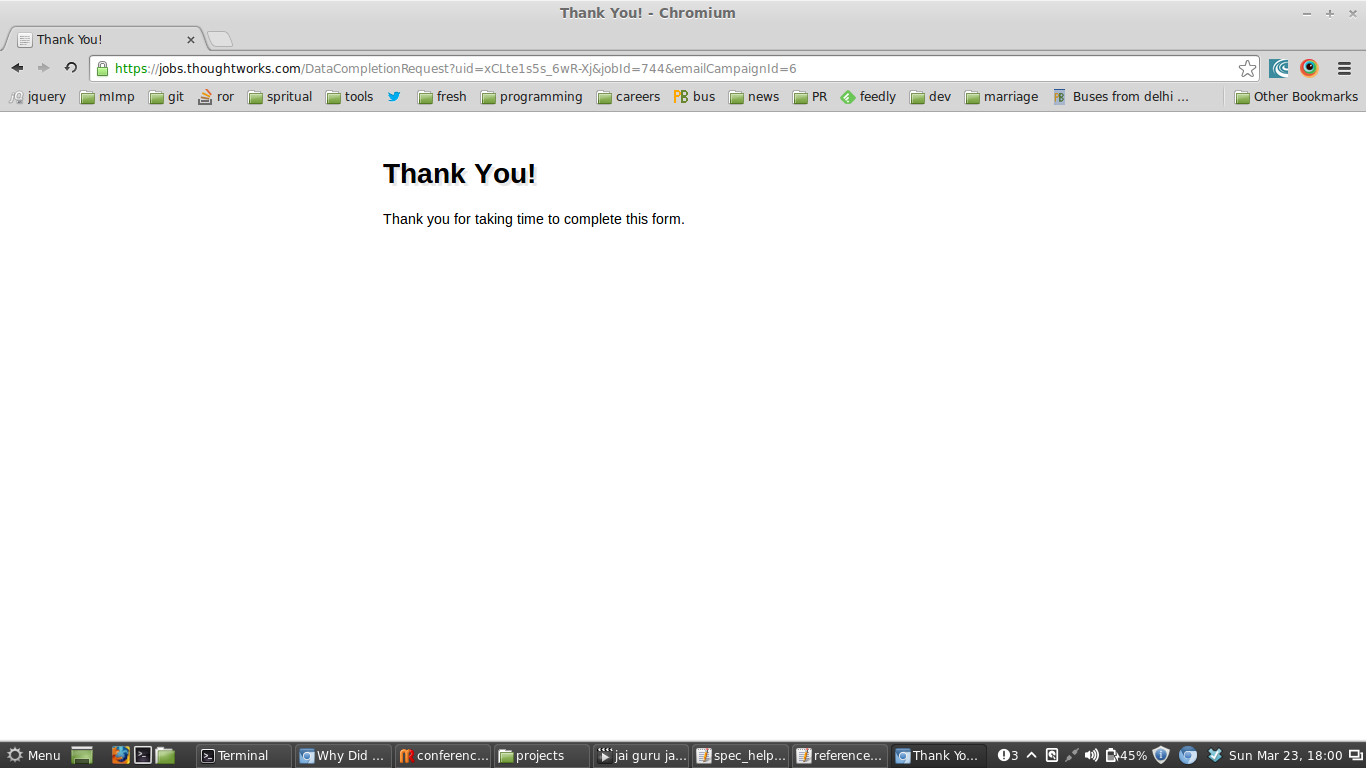 Thank You! - Chromium
Thank You!
https://jobs.thoughtworks.com/DataCompletionRequest?uid=xCLte1s5s_6wR-Xj&jobId=744&emailCampaignId=6
jquery mImp git ror spritual tools fresh programming careers PB bus news PR feedly dev marriage Buses from delhi ... Other Bookmarks
Thank You!
Thank you for taking time to complete this form.
Menu Terminal Why Did ... conferenc... projects jai guru ja... spec_help... reference... Thank Yo... 3 45% Sun Mar 23, 18:00